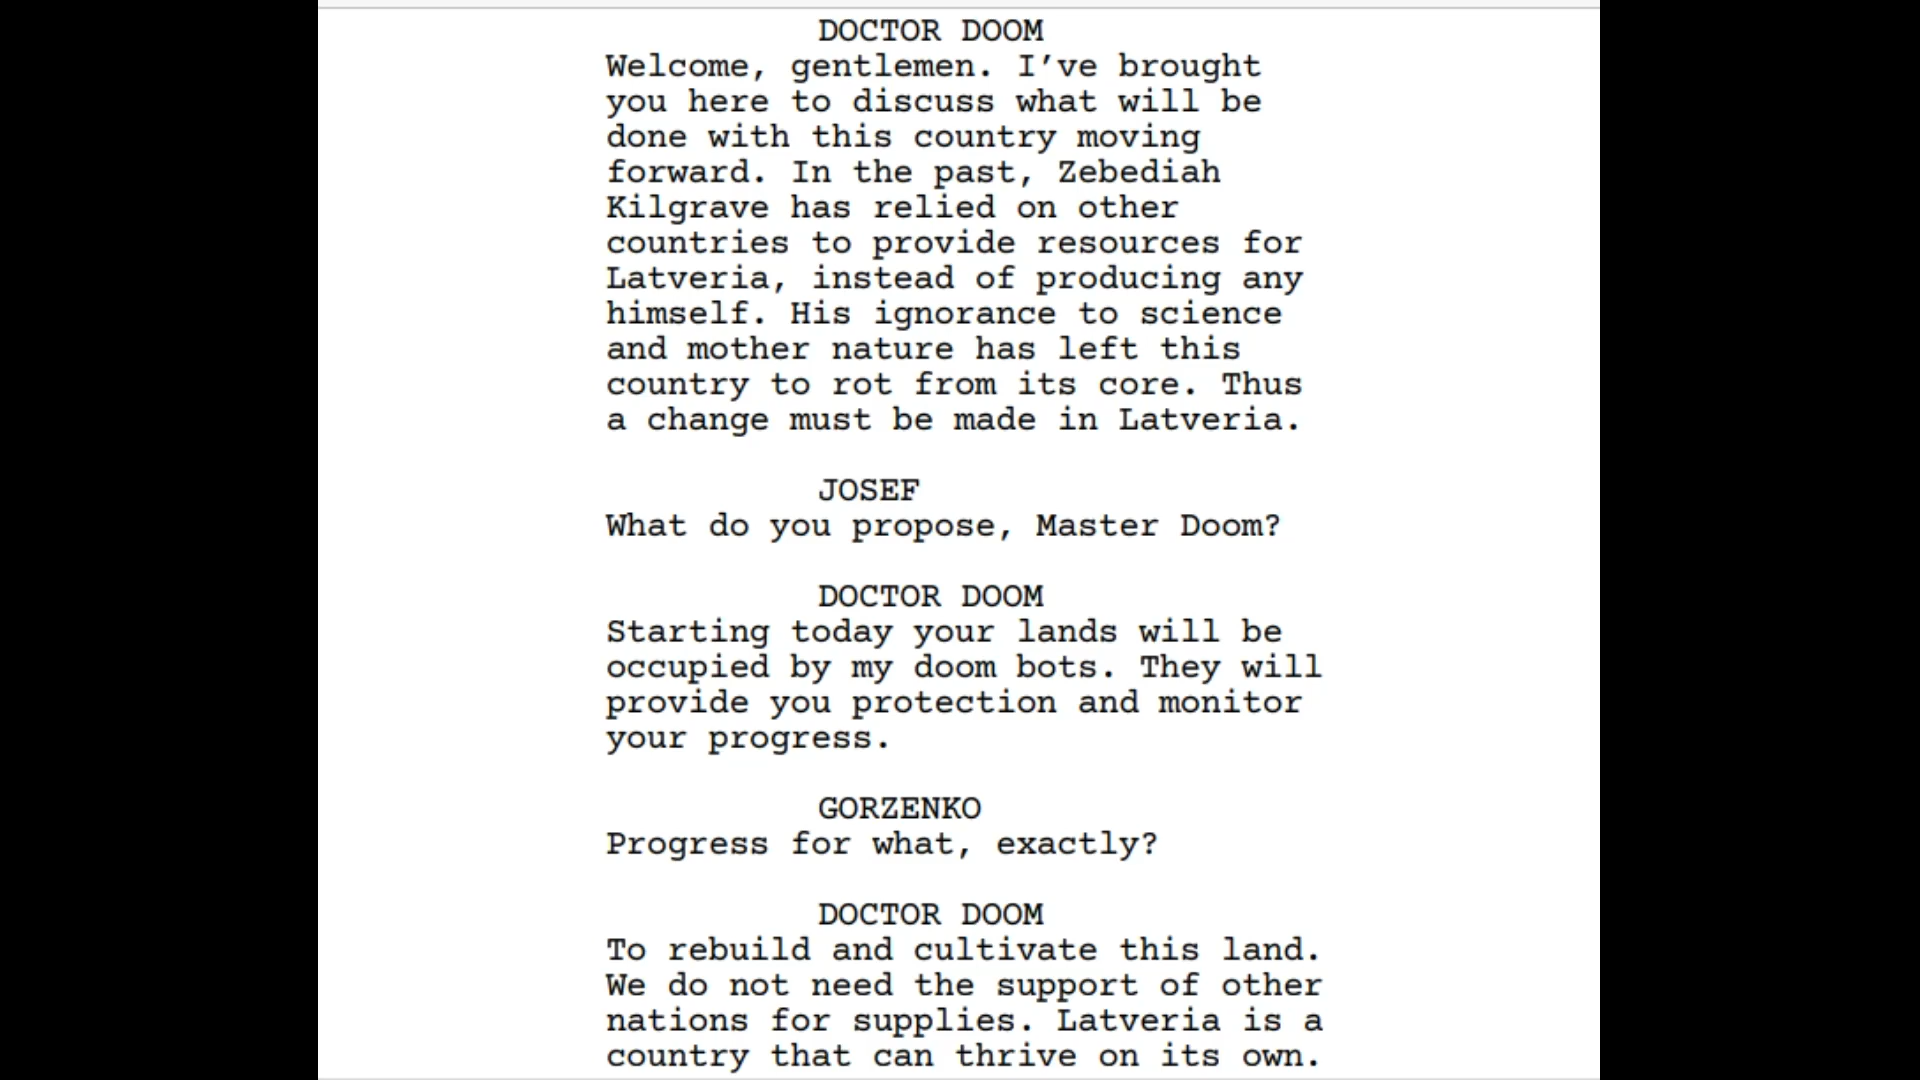 DOCTOR DOOM
Welcome, gentlemen. I’ve brought
you here to discuss what will be
done with this country moving
forward. In the past, Zebediah
Kilgrave has relied on other
countries to provide resources for
Latveria, instead of producing any
himself. His ignorance to science
and mother nature has left this
country to rot from its core. Thus
a change must be made in Latveria.
JOSEF
What do you propose, Master Doom?
DOCTOR DOOM
Starting today your lands will be
occupied by my doom bots. They will
provide you protection and monitor
your progress.
GORZENKO
Progress for what, exactly?
DOCTOR DOOM
To rebuild and cultivate this land.
We do not need the support of other
nations for supplies. Latveria is a
country that can thrive on its own.